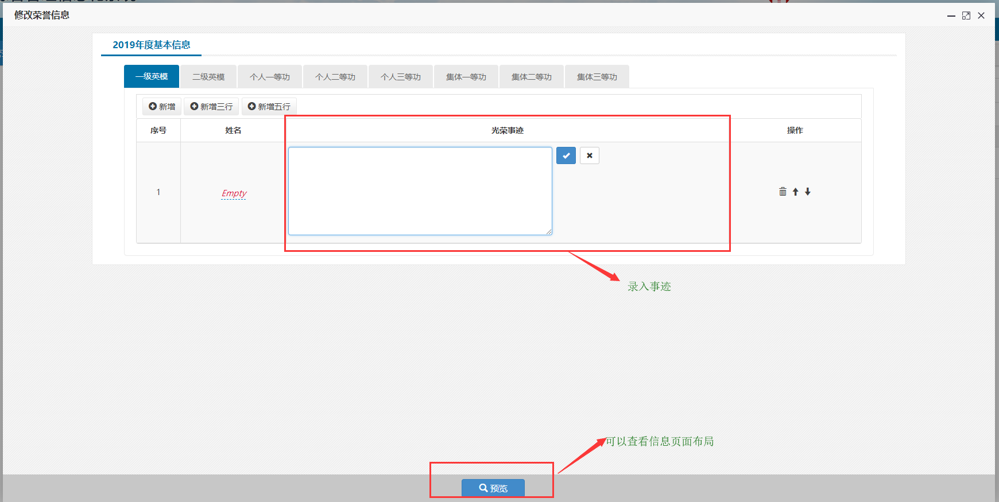 修改荣誉信息
2019年度基本信息
一级英模 二级英模 个人一等功 个人二等功 个人三等功 集体一等功 集体二等功 集体三等功
新增 新增三行 新增五行
序号 姓名 光荣事迹 操作
1 Empty
录入事迹
可以查看信息页面布局
预览